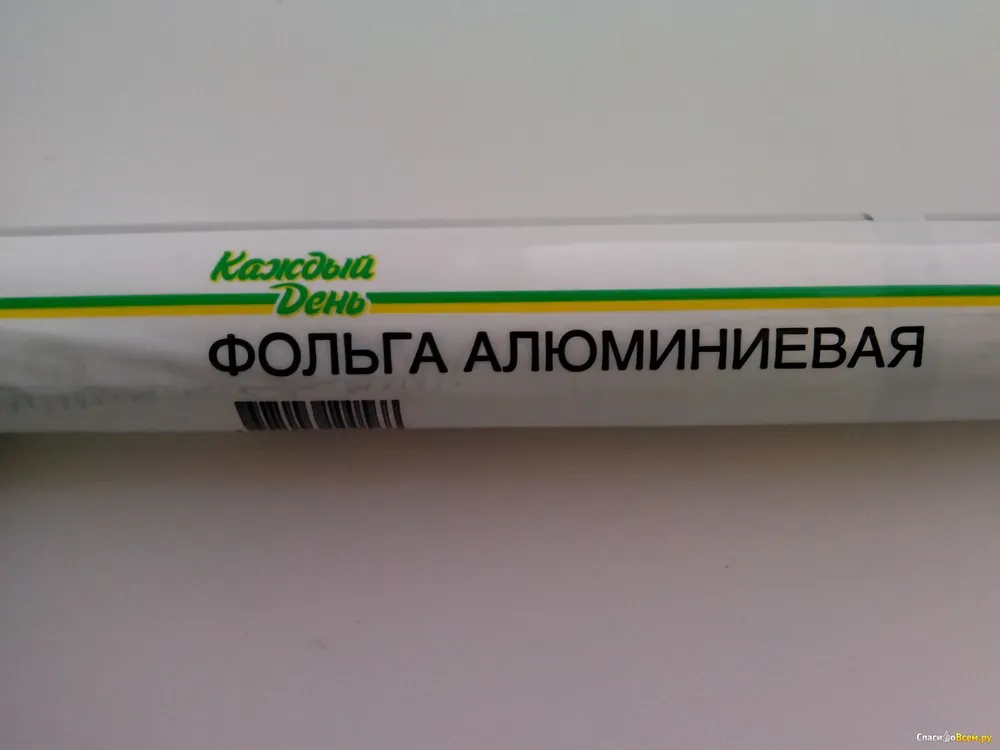 Каждый
День
ФОЛЬГА АЛЮМИНИЕВАЯ
СпасибоВсем.ру